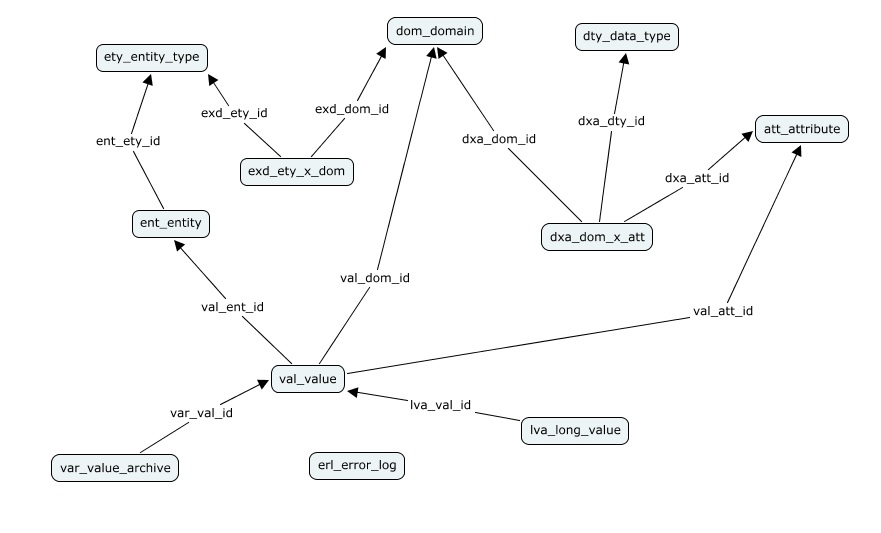 dom_domain
dty_data_type
ety_entity_type
exd_ety_id
exd_dom_id
dxa_dty_id
att_attribute
ent_ety_id
dxa_dom_id
exd_ety_x_dom
dxa_att_id
ent_entity
dxa_dom_x_att
val_dom_id
val_ent_id
val_att_id
val_value
var_val_id
lva_val_id
lva_long_value
var_value_archive
erl_error_log